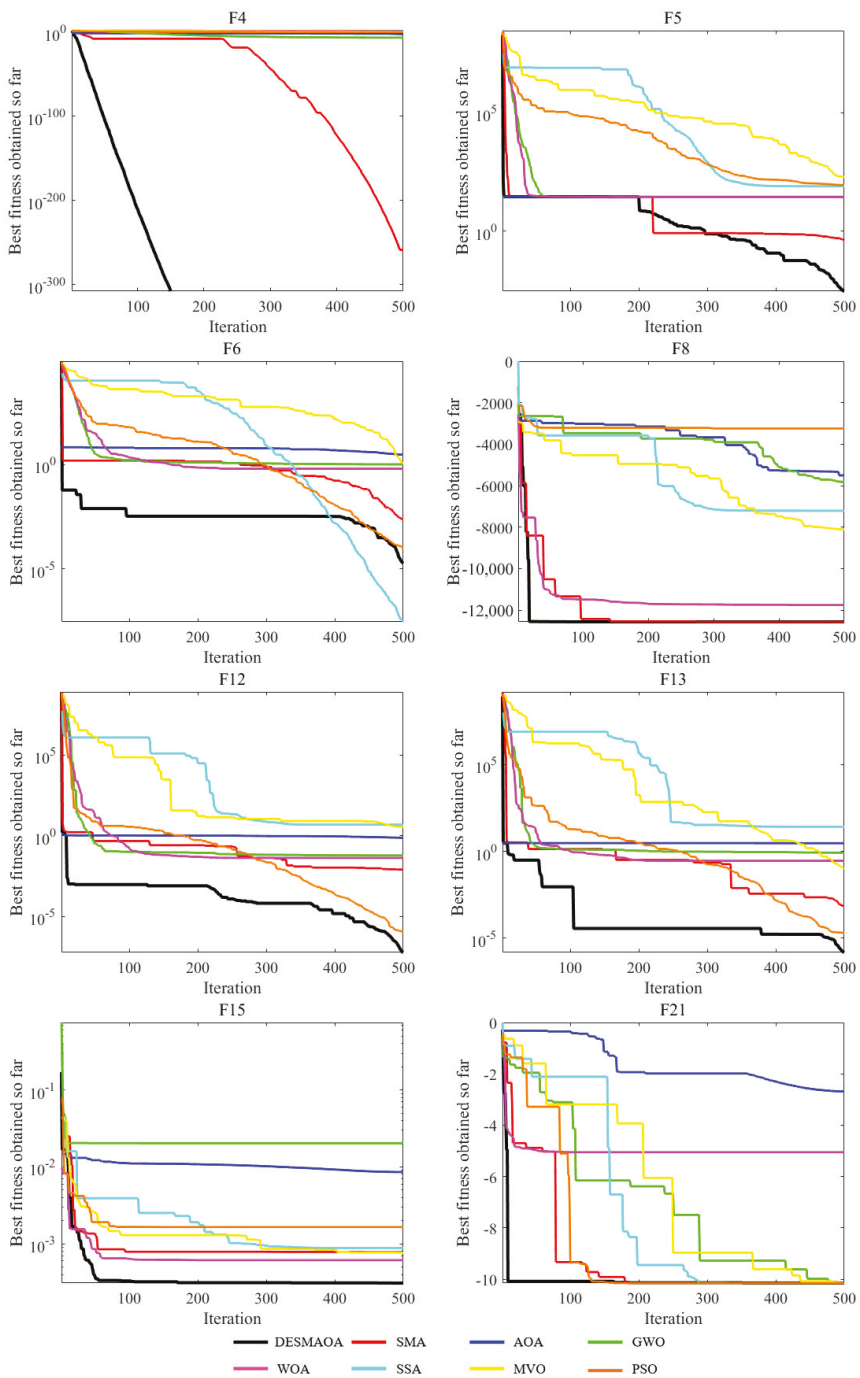 F4
Best fitness obtained so far
10^0
10^-100
10^-200
10^-300
100 200 300 400 500
Iteration
F5
Best fitness obtained so far
10^5
10^0
100 200 300 400 500
Iteration
F6
Best fitness obtained so far
10^0
10^-5
100 200 300 400 500
Iteration
F8
Best fitness obtained so far
0
-2000
-4000
-6000
-8000
-10,000
-12,000
100 200 300 400 500
Iteration
F12
Best fitness obtained so far
10^5
10^0
10^-5
100 200 300 400 500
Iteration
F13
Best fitness obtained so far
10^5
10^0
10^-5
100 200 300 400 500
Iteration
F15
Best fitness obtained so far
10^-1
10^-2
10^-3
100 200 300 400 500
Iteration
F21
Best fitness obtained so far
0
-2
-4
-6
-8
-10
100 200 300 400 500
Iteration
DESMAOA SMA AOA GWO
WOA SSA MVO PSO